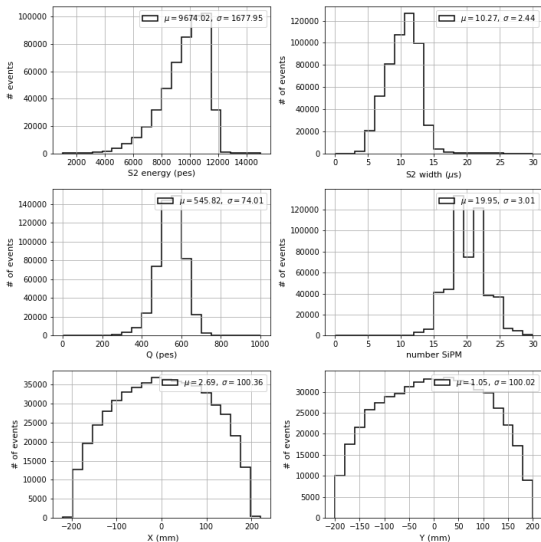 μ = 9674.02, σ = 1677.95
100000
80000
60000
40000
20000
0
# events
2000 4000 6000 8000 10000 12000 14000
S2 energy (pes)
μ = 10.27, σ = 2.44
120000
100000
80000
60000
40000
20000
0
# of events
0 5 10 15 20 25 30
S2 width (μs)
μ = 545.82, σ = 74.01
140000
120000
100000
80000
60000
40000
20000
0
# of events
0 200 400 600 800 1000
Q (pes)
μ = 19.95, σ = 3.01
120000
100000
80000
60000
40000
20000
0
# of events
0 5 10 15 20 25 30
number SiPM
μ = 2.69, σ = 100.36
35000
30000
25000
20000
15000
10000
5000
0
# of events
−200 −100 0 100 200
X (mm)
μ = 1.05, σ = 100.02
30000
25000
20000
15000
10000
5000
0
# of events
−200 −150 −100 −50 0 50 100 150 200
Y (mm)